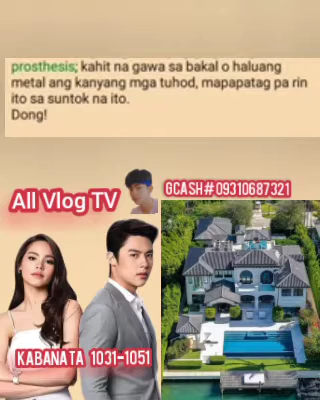 prosthesis; kahit na gawa sa bakal o haluang
metal ang kanyang mga tuhod, mapapatag pa rin
ito sa suntok na ito.
Dong!
GCASH#09310687321
All Vlog TV
KABANATA 1031-1051